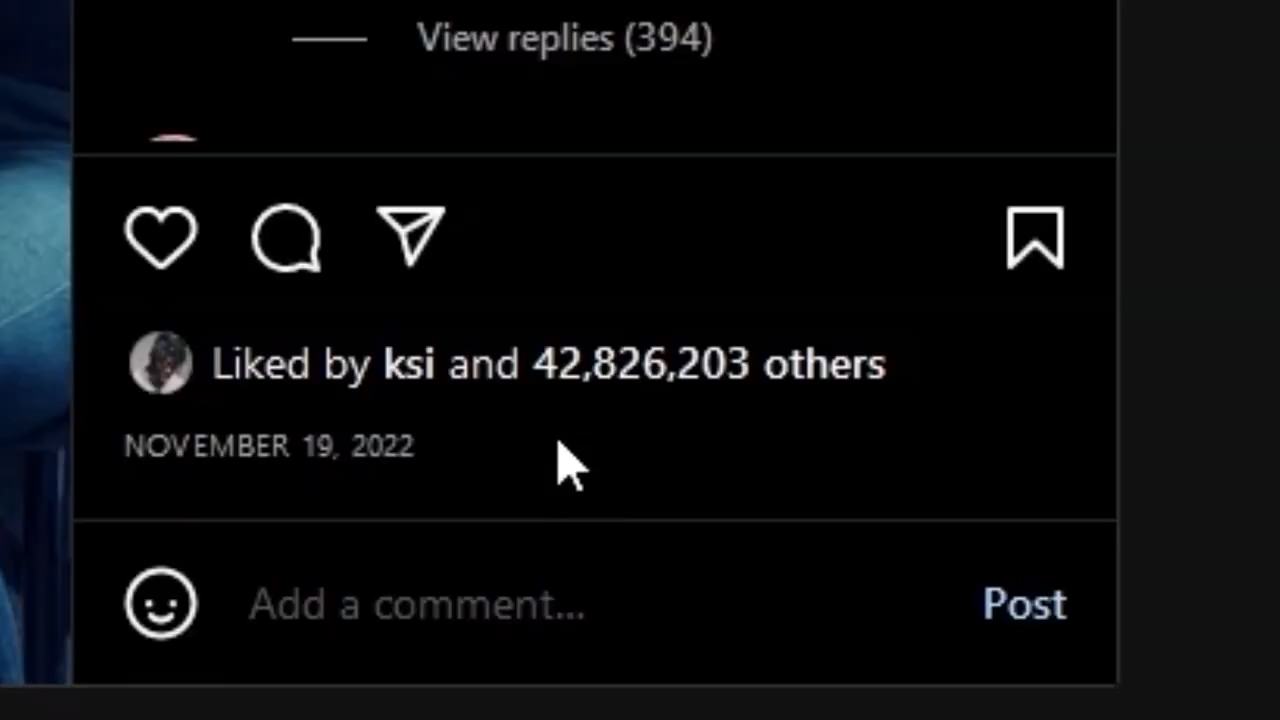 View replies (394)
Liked by ksi and 42,826,203 others
NOVEMBER 19, 2022
Add a comment...
Post